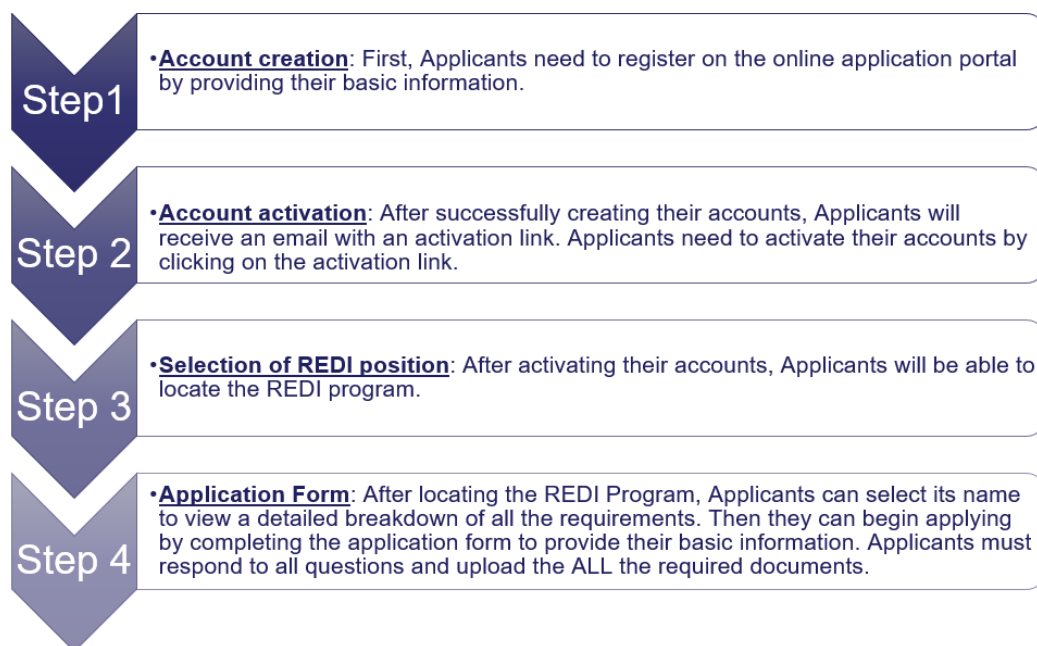 Step1
•Account creation: First, Applicants need to register on the online application portal
by providing their basic information.
Step 2
•Account activation: After successfully creating their accounts, Applicants will
receive an email with an activation link. Applicants need to activate their accounts by
clicking on the activation link.
Step 3
•Selection of REDI position: After activating their accounts, Applicants will be able to
locate the REDI program.
Step 4
•Application Form: After locating the REDI Program, Applicants can select its name
to view a detailed breakdown of all the requirements. Then they can begin applying
by completing the application form to provide their basic information. Applicants must
respond to all questions and upload the ALL the required documents.